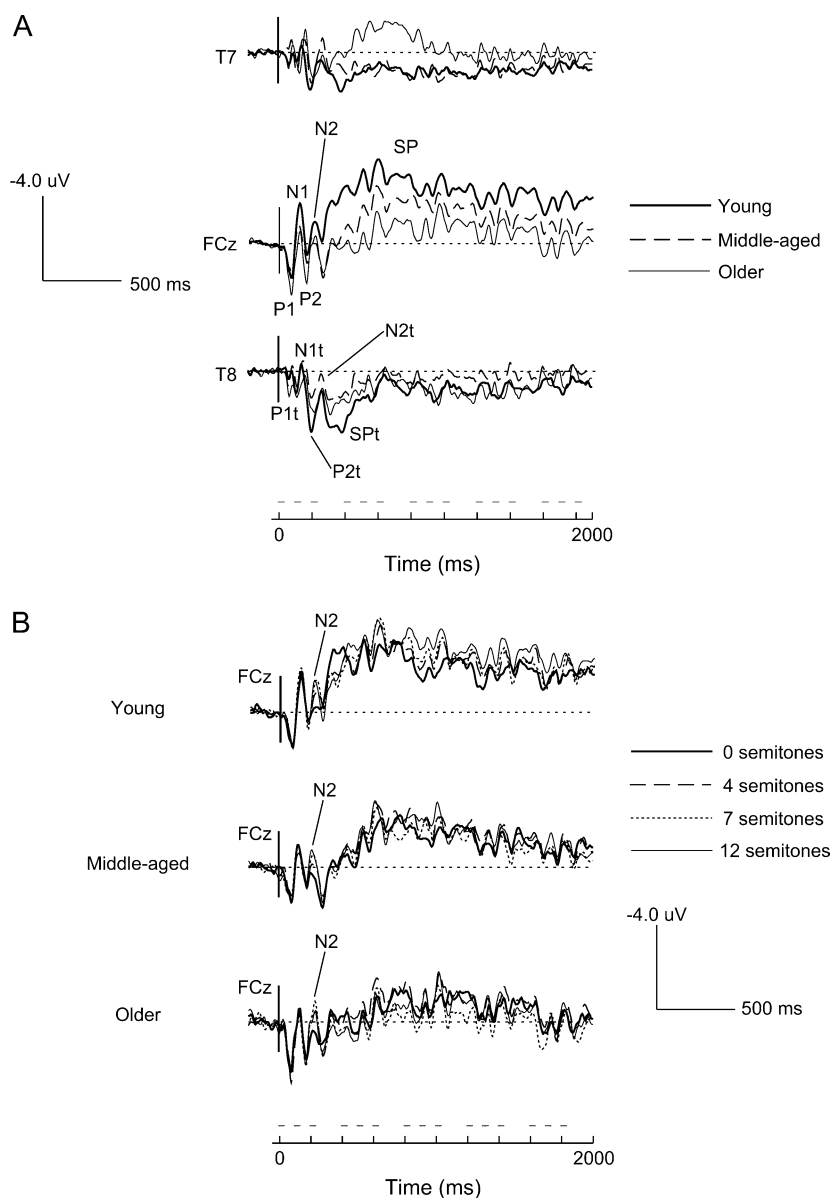 A
T7
N2
SP
-4.0 uV
N1
Young
FCz
Middle-aged
500 ms
Older
P1
P2
N2t
N1t
T8
P1t
SPt
P2t
0
2000
Time (ms)
B
N2
FCz
Young
0 semitones
4 semitones
N2
7 semitones
FCz
12 semitones
Middle-aged
-4.0 uV
N2
FCz
500 ms
Older
0
2000
Time (ms)